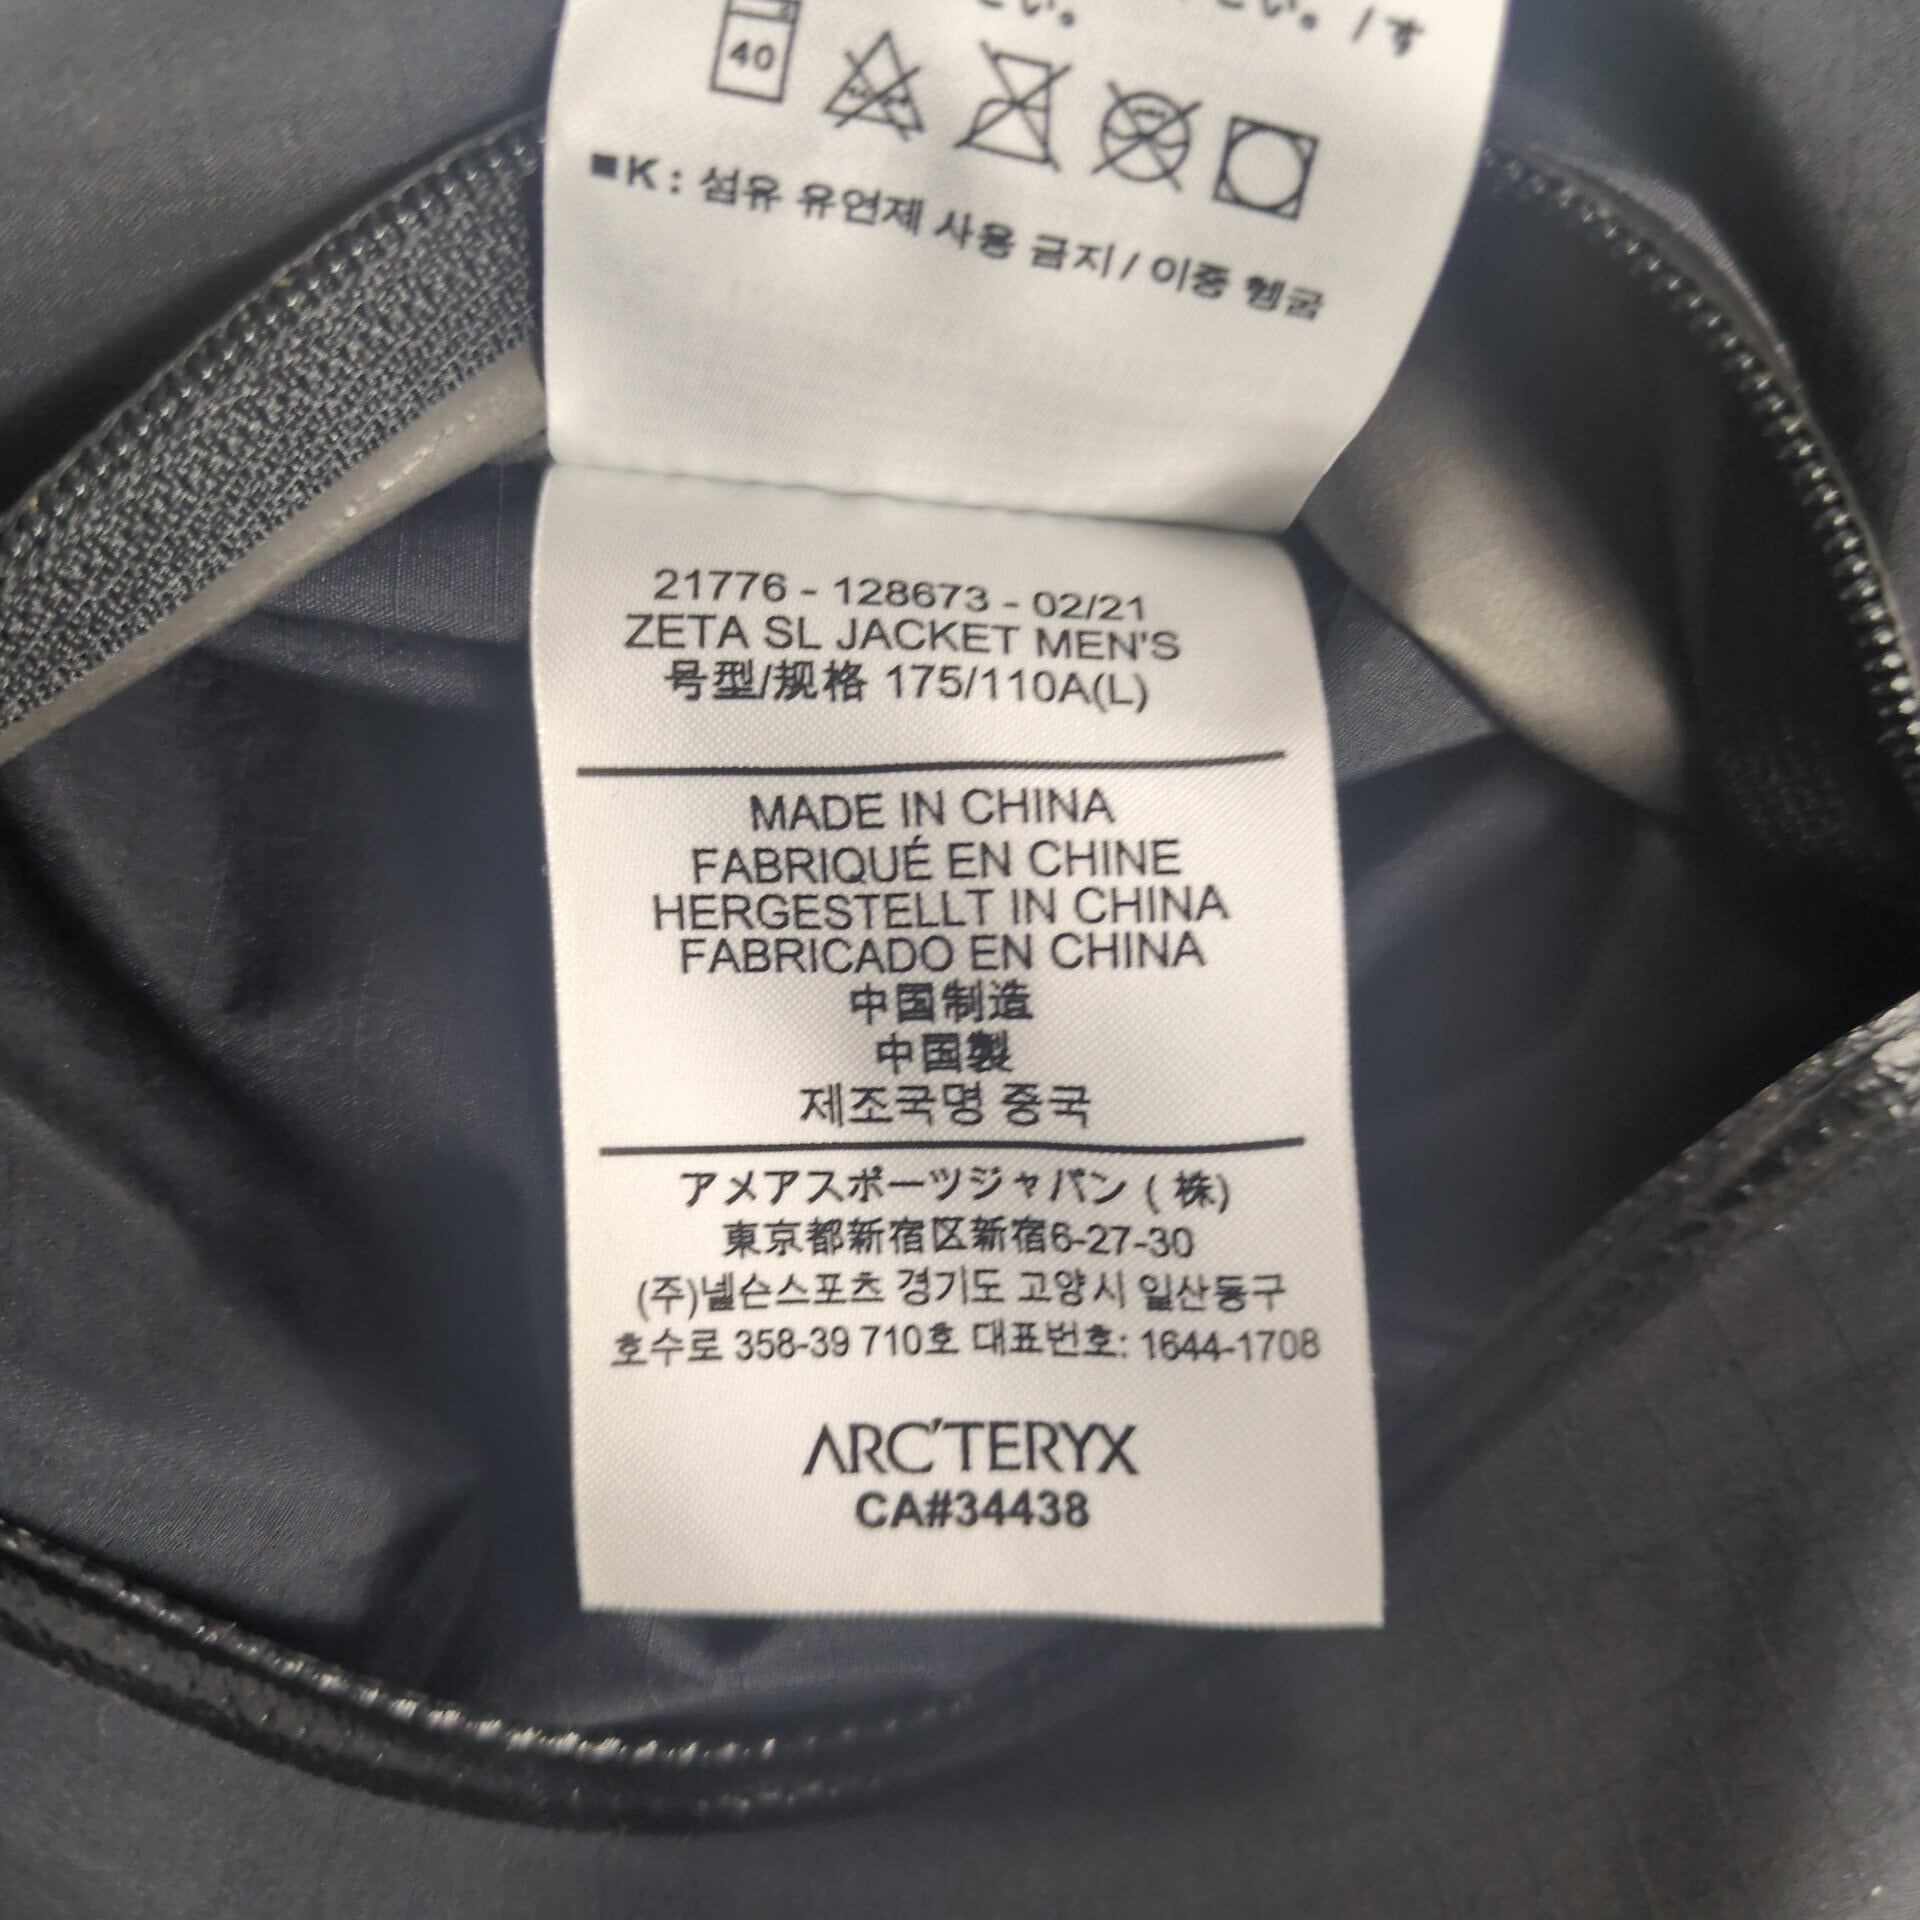 さい。/す
40
■K : 섬유 유연제 사용 금지 / 이중 헹굼
21776 - 128673 - 02/21
ZETA SL JACKET MEN'S
号型/规格 175/110A(L)
MADE IN CHINA
FABRIQUÉ EN CHINE
HERGESTELLT IN CHINA
FABRICADO EN CHINA
中国制造
中国製
제조국명 중국
アメアスポーツジャパン ( 株)
東京都新宿区新宿6-27-30
(주)넬슨스포츠 경기도 고양시 일산동구
호수로 358-39 710호 대표번호: 1644-1708
ARC'TERYX
CA#34438